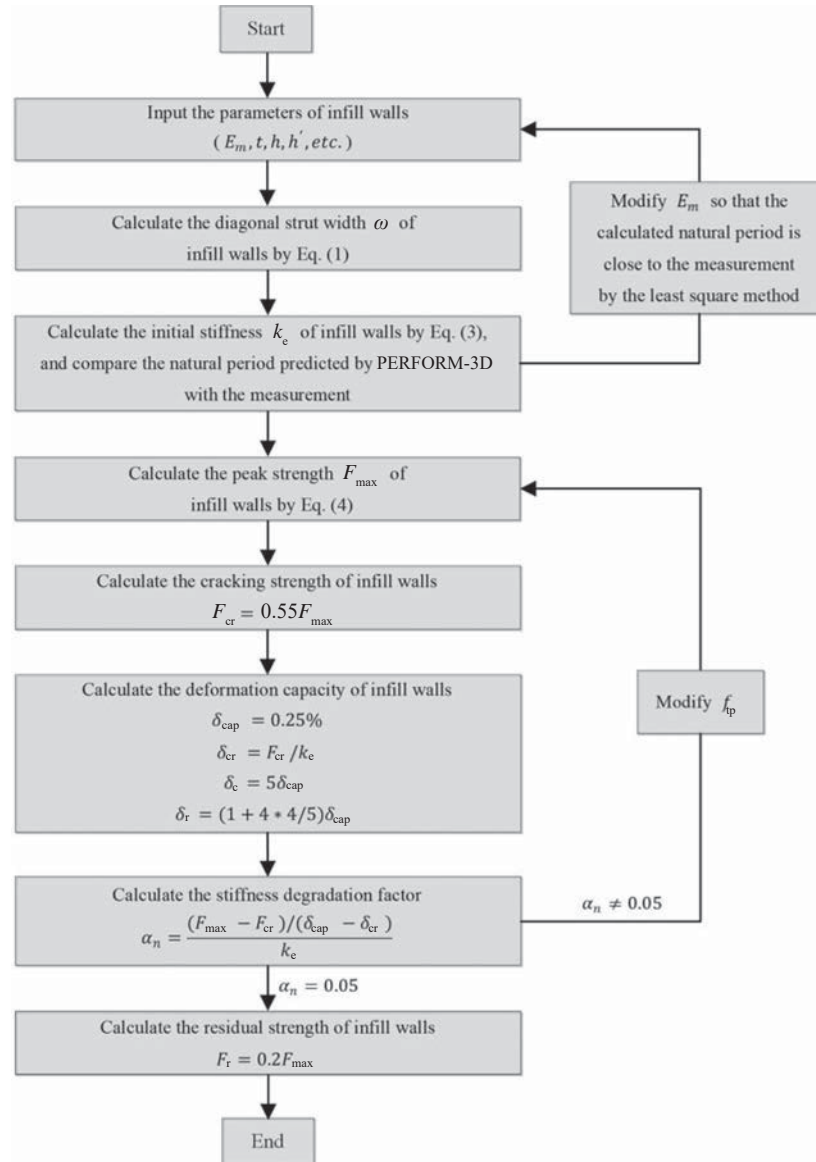 Start
Input the parameters of infill walls
( E_m, t, h, h′, etc. )
Calculate the diagonal strut width ω of
infill walls by Eq. (1)
Modify E_m so that the
calculated natural period is
close to the measurement
by the least square method
Calculate the initial stiffness k_e of infill walls by Eq. (3),
and compare the natural period predicted by PERFORM-3D
with the measurement
Calculate the peak strength F_max of
infill walls by Eq. (4)
Calculate the cracking strength of infill walls
F_cr = 0.55F_max
Calculate the deformation capacity of infill walls
δ_cap = 0.25%
δ_cr = F_cr /k_e
δ_c = 5δ_cap
δ_r = (1 + 4 * 4/5)δ_cap
Modify f_tp
Calculate the stiffness degradation factor
α_n = (F_max − F_cr )/(δ_cap − δ_cr )
k_e
α_n ≠ 0.05
α_n = 0.05
Calculate the residual strength of infill walls
F_r = 0.2F_max
End